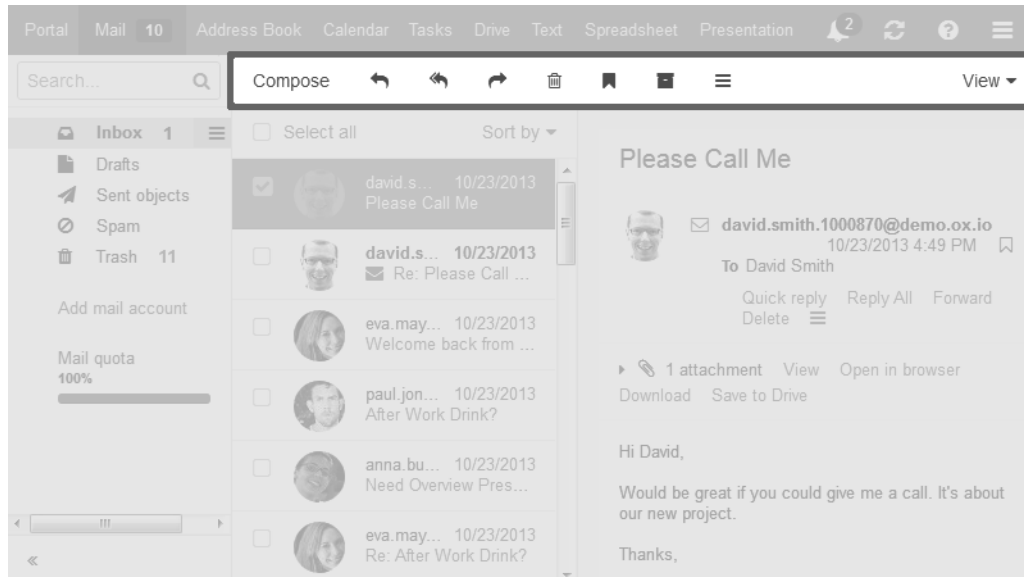 Portal Mail 10 Address Book Calendar Tasks Drive Text Spreadsheet Presentation 2
Search...
Compose View
Inbox 1
Drafts
Sent objects
Spam
Trash 11
Add mail account
Mail quota
100%
Select all Sort by
david.s... 10/23/2013
Please Call Me
david.s... 10/23/2013
Re: Please Call ...
eva.may... 10/23/2013
Welcome back from ...
paul.jon... 10/23/2013
After Work Drink?
anna.bu... 10/23/2013
Need Overview Pres...
eva.may... 10/23/2013
Re: After Work Drink?
Please Call Me
david.smith.1000870@demo.ox.io
10/23/2013 4:49 PM
To David Smith
Quick reply Reply All Forward
Delete
1 attachment View Open in browser
Download Save to Drive
Hi David,
Would be great if you could give me a call. It's about
our new project.
Thanks,